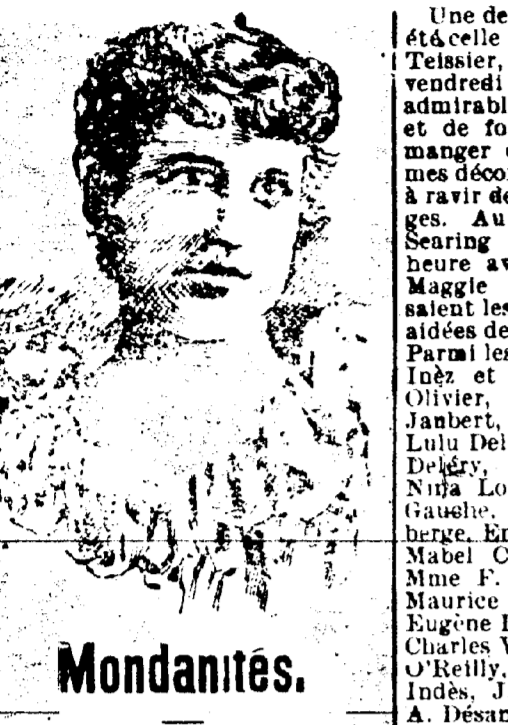 Mondanités.
Une de
été celle
Teissier,
vendredi
admirabl
et de fo
manger
mes déco
à ravir de
ges. Au
Searing
heure av
Maggie
saient les
aidées de
Parmi les
Inèz et
Olivier,
Janbert,
Lulu Del
Deléry,
Nina Lo
Gauche,
berge, En
Mabel C
Mme F.
Maurice
Eugène
Charles V
O'Reilly,
Indès, J
A. Désar